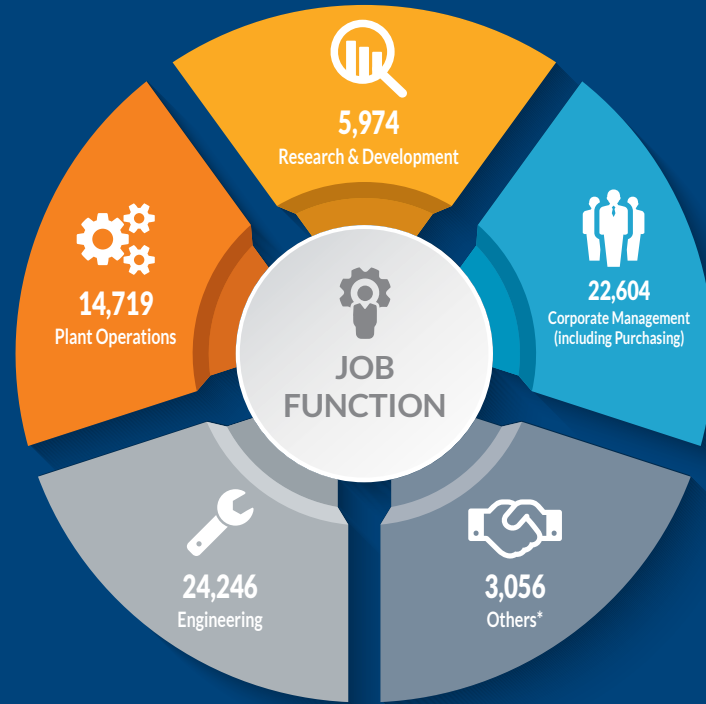 5,974
Research & Development
22,604
Corporate Management
(including Purchasing)
14,719
Plant Operations
JOB
FUNCTION
24,246
Engineering
3,056
Others*